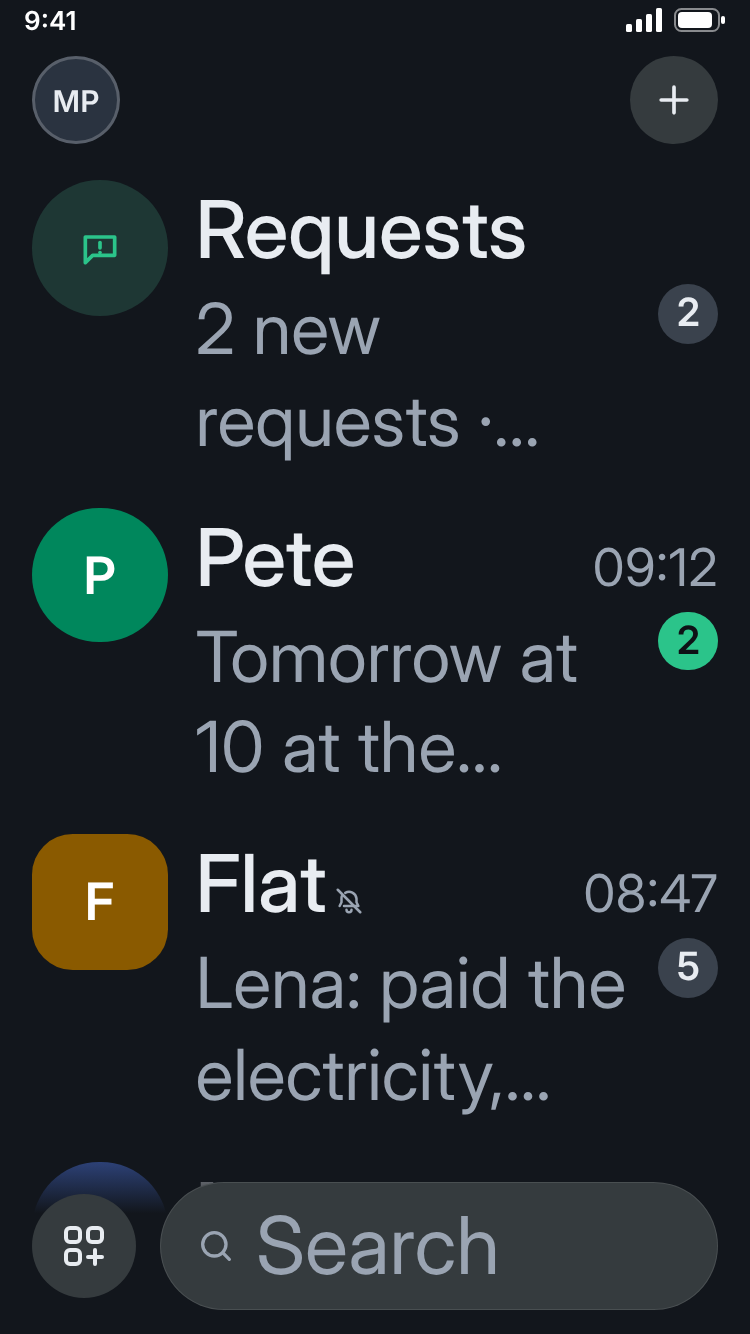 9:41
MP
Requests
2 new
requests ·...
2
P
Pete
09:12
Tomorrow at
10 at the...
2
F
Flat
08:47
Lena: paid the
electricity,...
5
Search